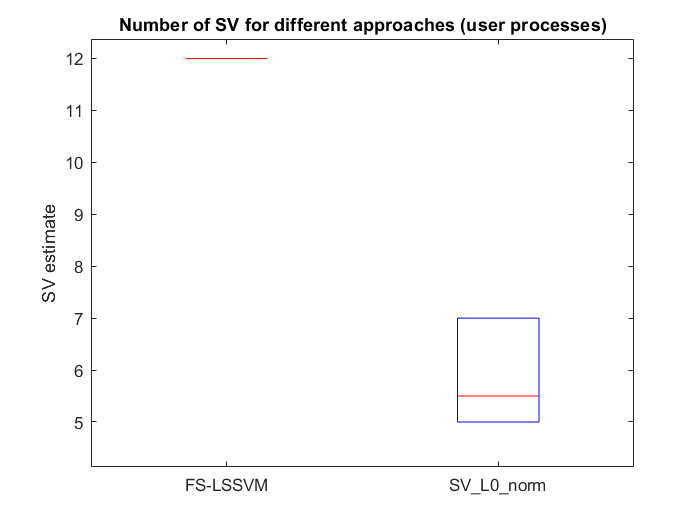 Number of SV for different approaches (user processes)
12
11
10
9
8
7
6
5
SV estimate
FS-LSSVM
SV_L0_norm